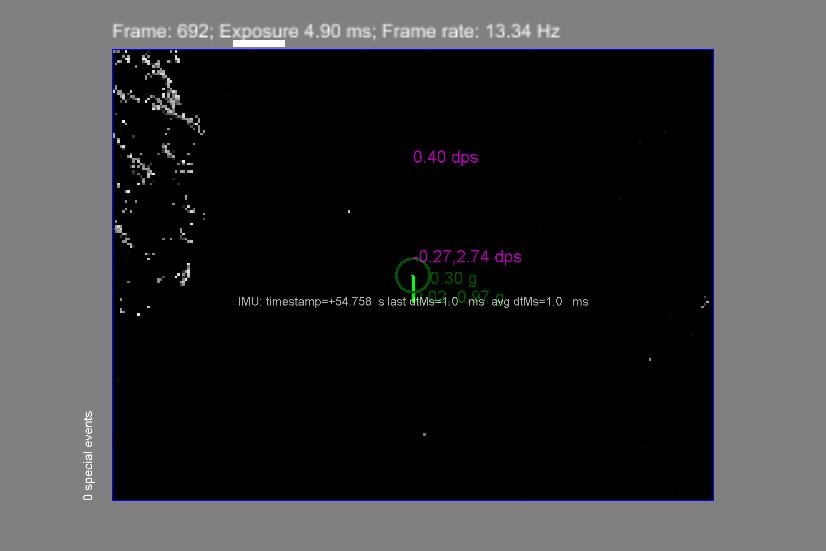 Frame: 692; Exposure 4.90 ms; Frame rate: 13.34 Hz
0.40 dps
-0.27,2.74 dps
0.30 g
0.97 g
IMU: timestamp=+54.758 s last dtMs=1.0 ms avg dtMs=1.0 ms
0 special events